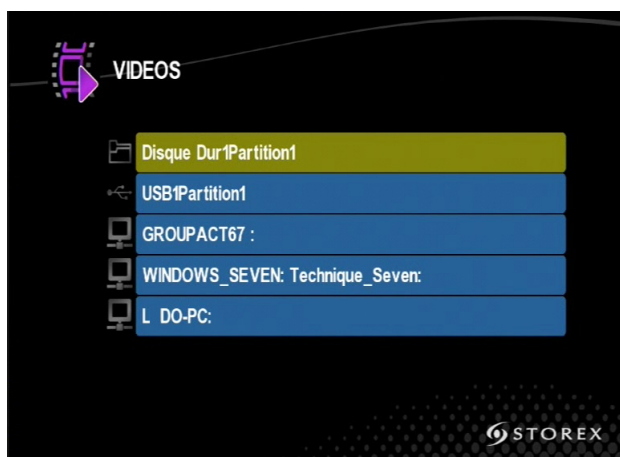 VIDEOS
Disque Dur1Partition1
USB1Partition1
GROUPACT67 :
WINDOWS_SEVEN: Technique_Seven:
L DO-PC:
STOREX